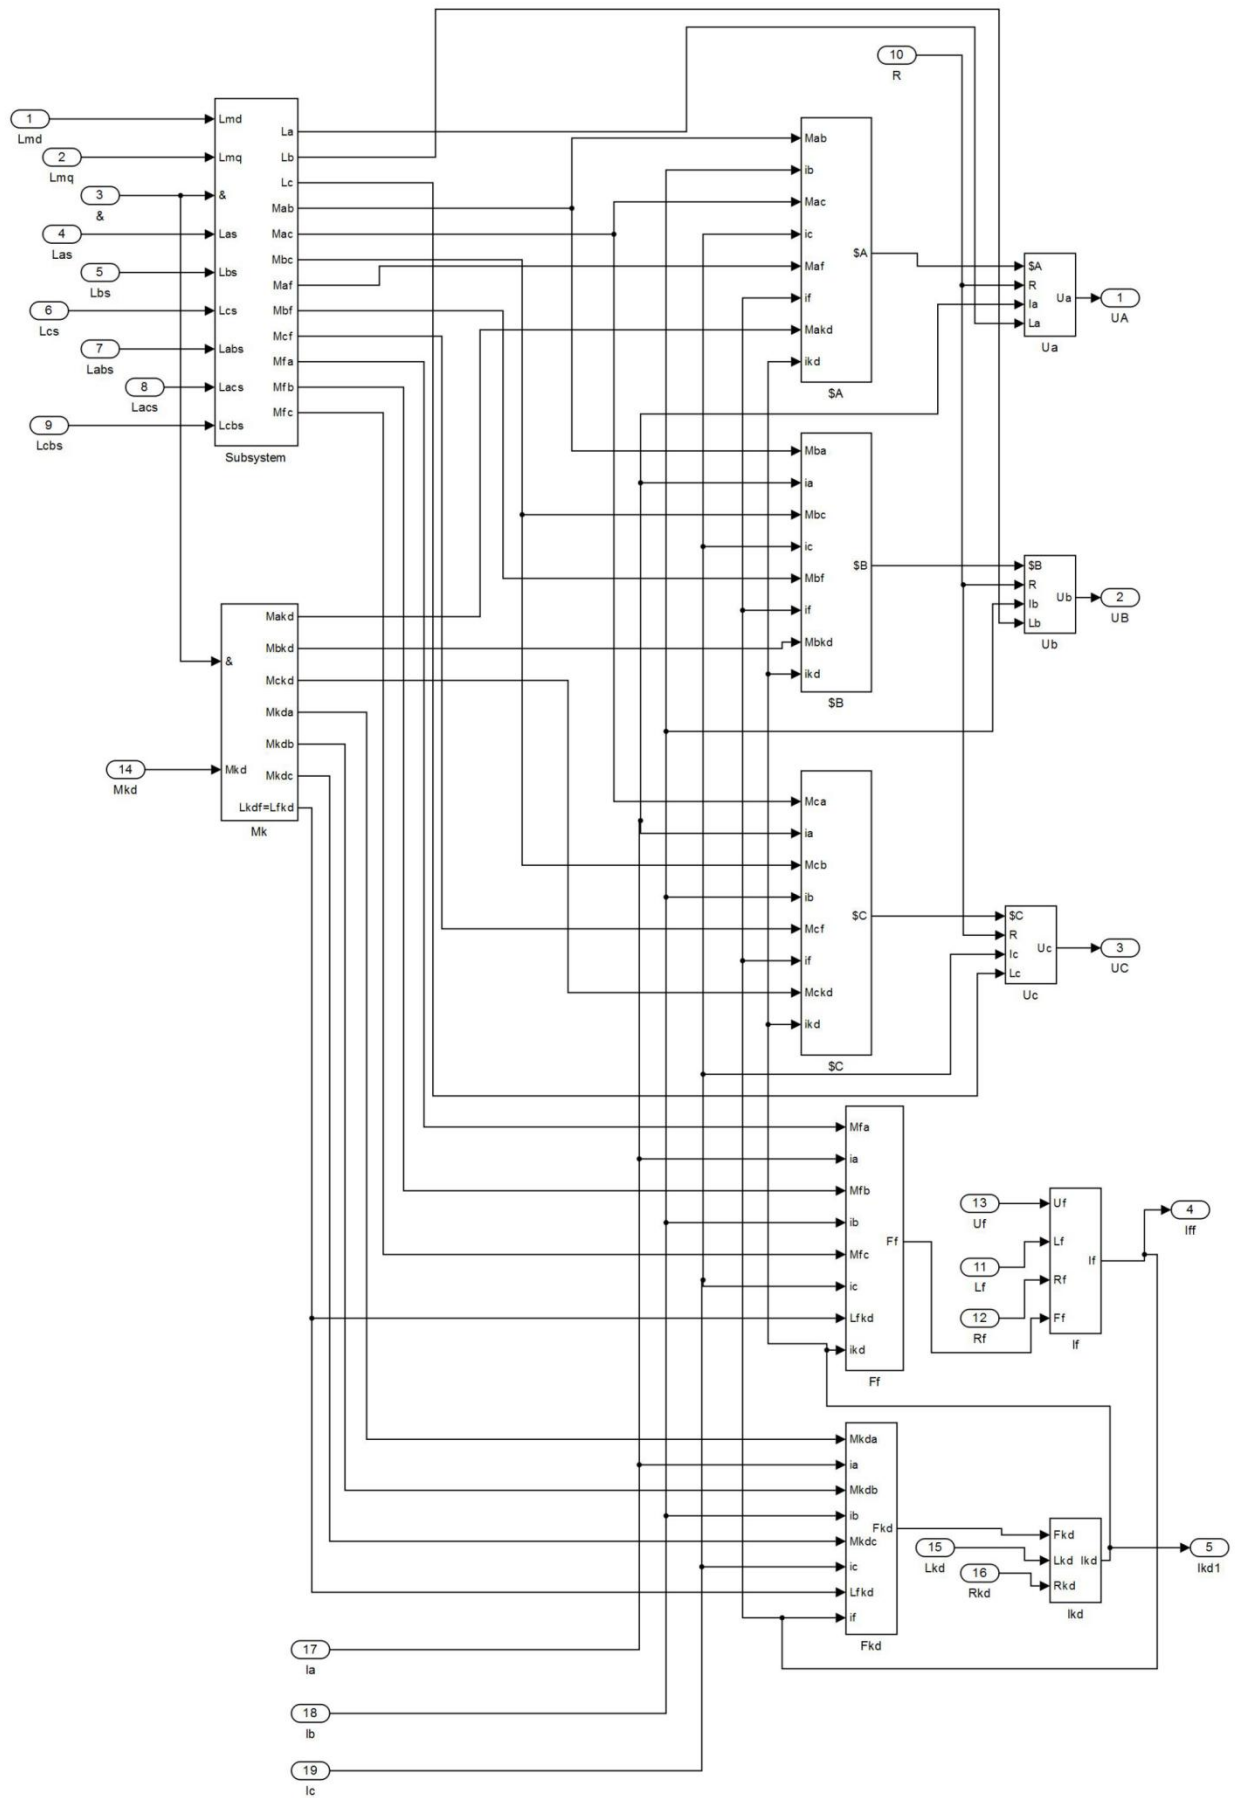 10
R
1
Lmd
2
Lmq
3
&
4
Las
5
Lbs
6
Lcs
7
Labs
8
Lacs
9
Lcbs
Lmd
Lmq
&
Las
Lbs
Lcs
Labs
Lacs
Lcbs
La
Lb
Lc
Mab
Mac
Mbc
Maf
Mbf
Mcf
Mfa
Mfb
Mfc
Subsystem
Mab
ib
Mac
ic
Maf
if
Makd
ikd
$A
$A
$A
R
Ia
La
Ua
Ua
1
UA
Mba
ia
Mbc
ic
Mbf
if
Mbkd
ikd
$B
$B
$B
R
Ib
Lb
Ub
Ub
2
UB
14
Mkd
&
Mkd
Makd
Mbkd
Mckd
Mkda
Mkdb
Mkdc
Lkdf=Lfkd
Mk
Mca
ia
Mcb
ib
Mcf
if
Mckd
ikd
$C
$C
$C
R
Ic
Lc
Uc
Uc
3
UC
Mfa
ia
Mfb
ib
Mfc
ic
Lfkd
ikd
Ff
Ff
13
Uf
11
Lf
12
Rf
Uf
Lf
Rf
Ff
If
If
4
Iff
Mkda
ia
Mkdb
ib
Mkdc
ic
Lfkd
if
Fkd
Fkd
15
Lkd
16
Rkd
Fkd
Lkd
Rkd
Ikd
Ikd
5
Ikd1
17
Ia
18
Ib
19
Ic